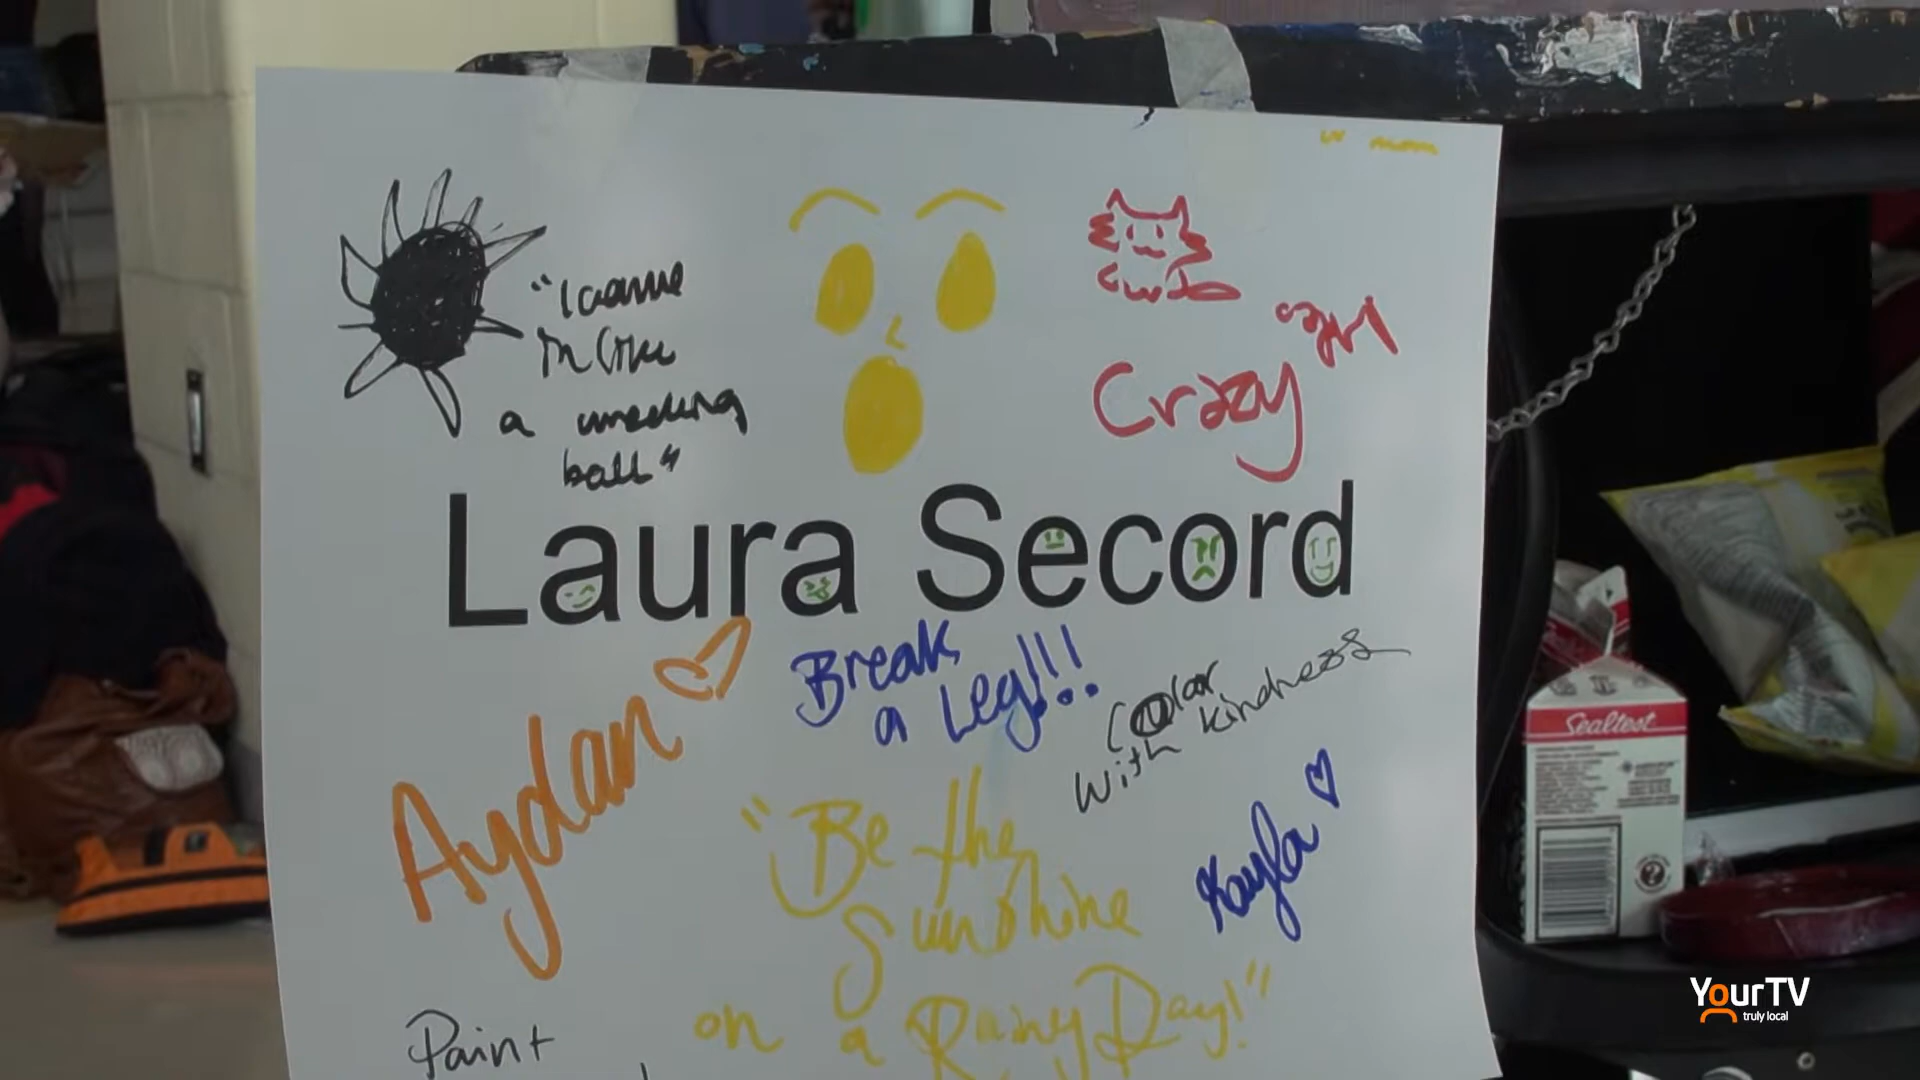 "I came
in like
a wrecking
ball"
Crazy
girl
Laura Secord
Aydan
Break
a Leg!!!
Color
with kindness
"Be the
Sunshine
on a Rainy Day!"
Kayla
Paint
Sealtest
YourTV
truly local